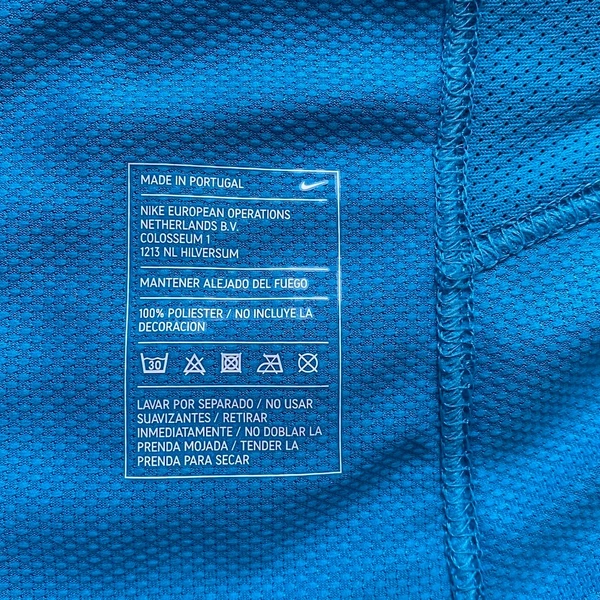 MADE IN PORTUGAL
NIKE EUROPEAN OPERATIONS
NETHERLANDS B.V.
COLOSSEUM 1
1213 NL HILVERSUM
MANTENER ALEJADO DEL FUEGO
100% POLIESTER / NO INCLUYE LA
DECORACION
30
LAVAR POR SEPARADO / NO USAR
SUAVIZANTES / RETIRAR
INMEDIATAMENTE / NO DOBLAR LA
PRENDA MOJADA / TENDER LA
PRENDA PARA SECAR